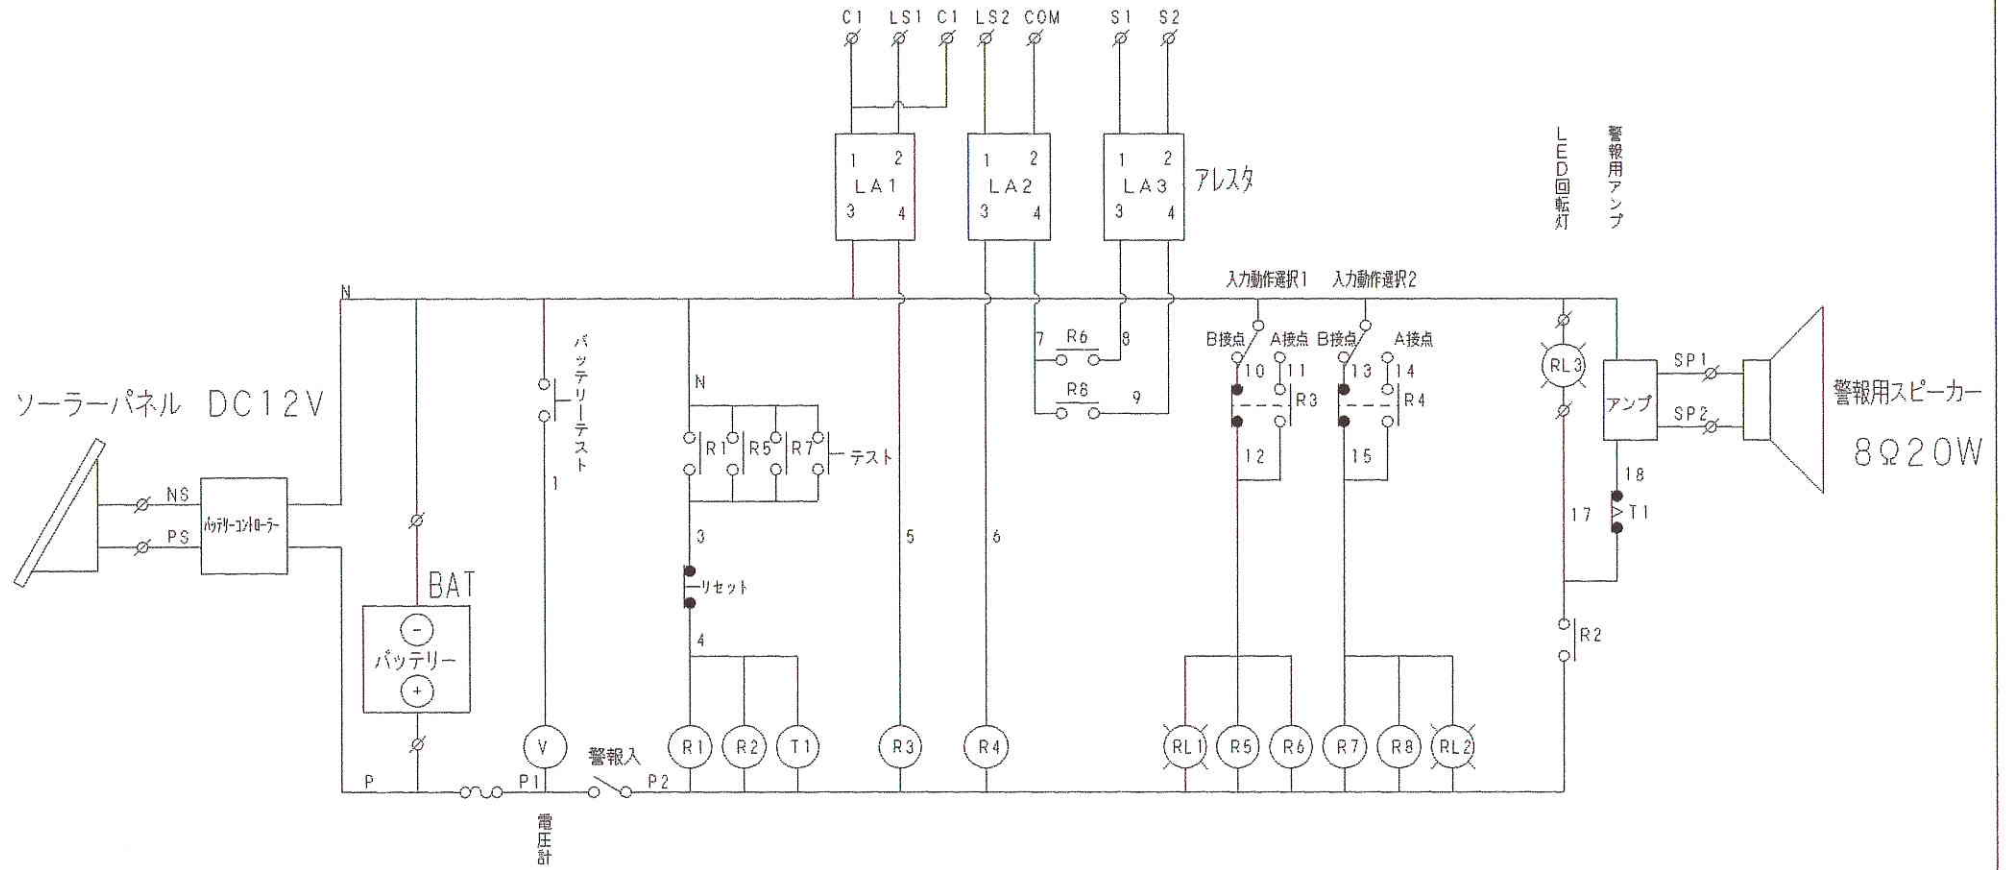 C1 LS1 C1 LS2 COM S1 S2
1 2
LA1
3 4
1 2
LA2
3 4
1 2
LA3
3 4
アレスタ
LED回転灯
警報用アンプ
入力動作選択1 入力動作選択2
N
B接点 A接点 B接点 A接点
7 R6 8
R8 9
10 11 13 14
R3 R4
12 15
RL3
アンプ
SP1
SP2
警報用スピーカー
8Ω20W
18
T1
17
R2
ソーラーパネル DC12V
NS
PS
バッテリーコントローラー
バッテリーテスト
1
N
R1 R5 R7 テスト
3 5 6
リセット
4
BAT
-
バッテリー
+
V
R1 R2 T1 R3 R4 RL1 R5 R6 R7 R8 RL2
P P1 警報入 P2
電圧計